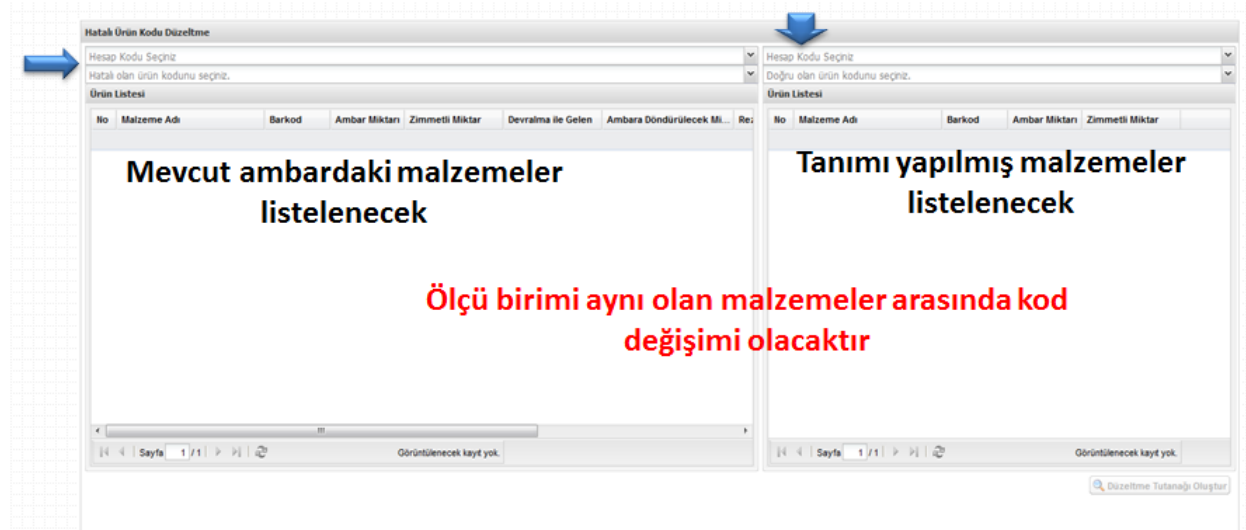 Hatalı Ürün Kodu Düzeltme
Hesap Kodu Seçiniz
Hatalı olan ürün kodunu seçiniz.
Ürün Listesi
No Malzeme Adı Barkod Ambar Miktarı Zimmetli Miktar Devralma ile Gelen Ambara Döndürülecek Mi...
Mevcut ambardaki malzemeler
listelenecek
Sayfa 1 / 1 Görüntülenecek kayıt yok.
Hesap Kodu Seçiniz
Doğru olan ürün kodunu seçiniz.
Ürün Listesi
No Malzeme Adı Barkod Ambar Miktarı Zimmetli Miktar
Tanımı yapılmış malzemeler
listelenecek
Ölçü birimi aynı olan malzemeler arasında kod
değişimi olacaktır
Sayfa 1 / 1 Görüntülenecek kayıt yok.
Düzeltme Tutanağı Oluştur